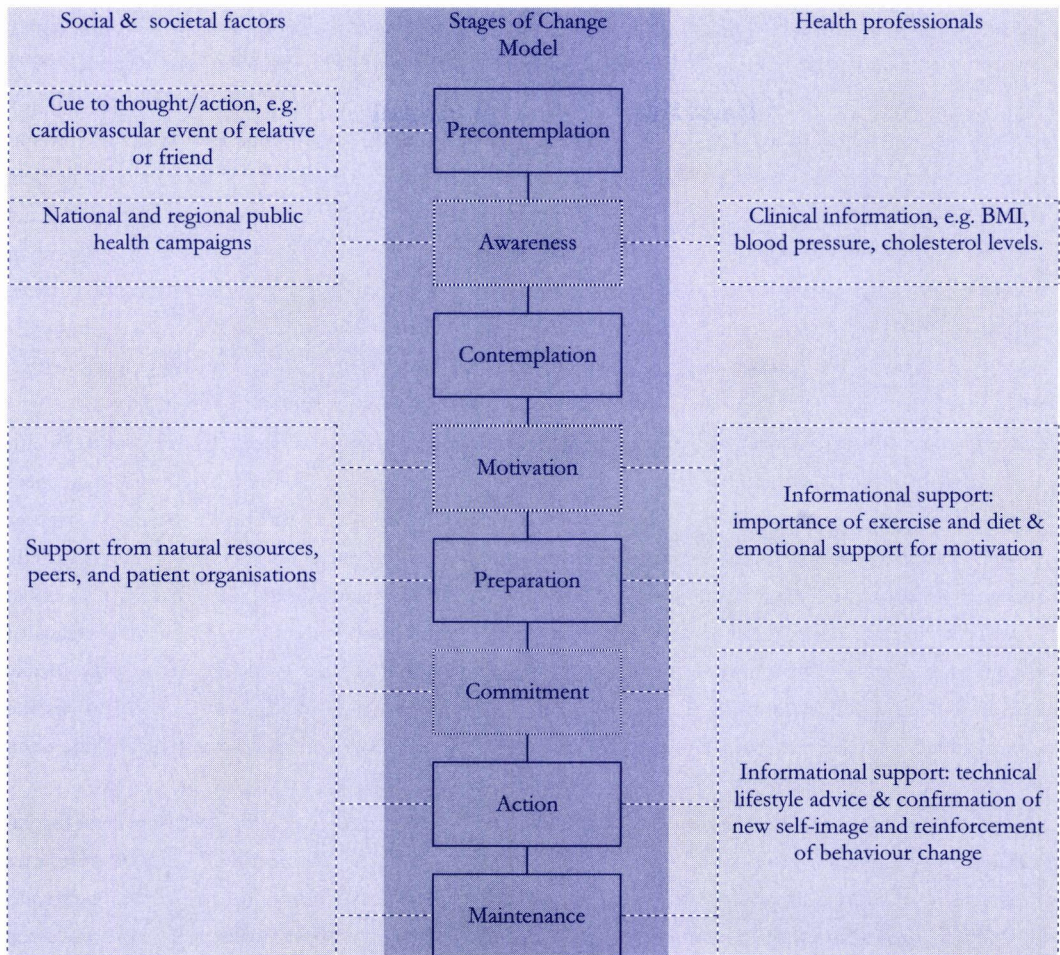 Social & societal factors
Stages of Change
Model
Health professionals
Cue to thought/action, e.g.
cardiovascular event of relative
or friend
Precontemplation
National and regional public
health campaigns
Awareness
Clinical information, e.g. BMI,
blood pressure, cholesterol levels.
Contemplation
Motivation
Informational support:
importance of exercise and diet &
emotional support for motivation
Support from natural resources,
peers, and patient organisations
Preparation
Commitment
Action
Informational support: technical
lifestyle advice & confirmation of
new self-image and reinforcement
of behaviour change
Maintenance